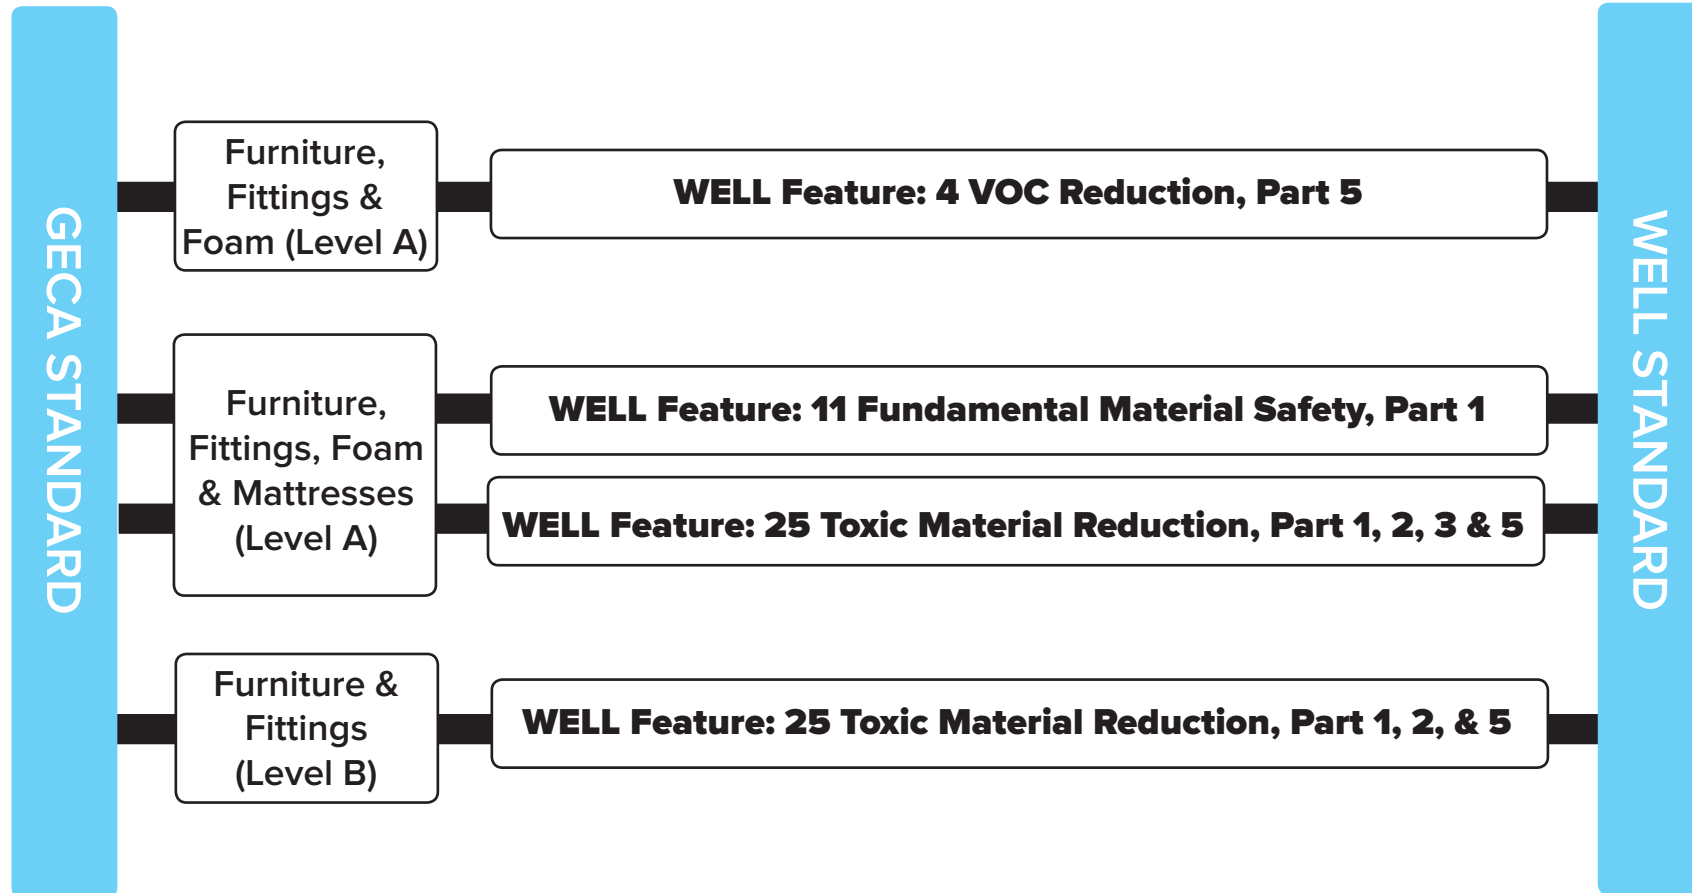 GECA STANDARD
Furniture,
Fittings &
Foam (Level A)
WELL Feature: 4 VOC Reduction, Part 5
Furniture,
Fittings, Foam
& Mattresses
(Level A)
WELL Feature: 11 Fundamental Material Safety, Part 1
WELL Feature: 25 Toxic Material Reduction, Part 1, 2, 3 & 5
Furniture &
Fittings
(Level B)
WELL Feature: 25 Toxic Material Reduction, Part 1, 2, & 5
WELL STANDARD